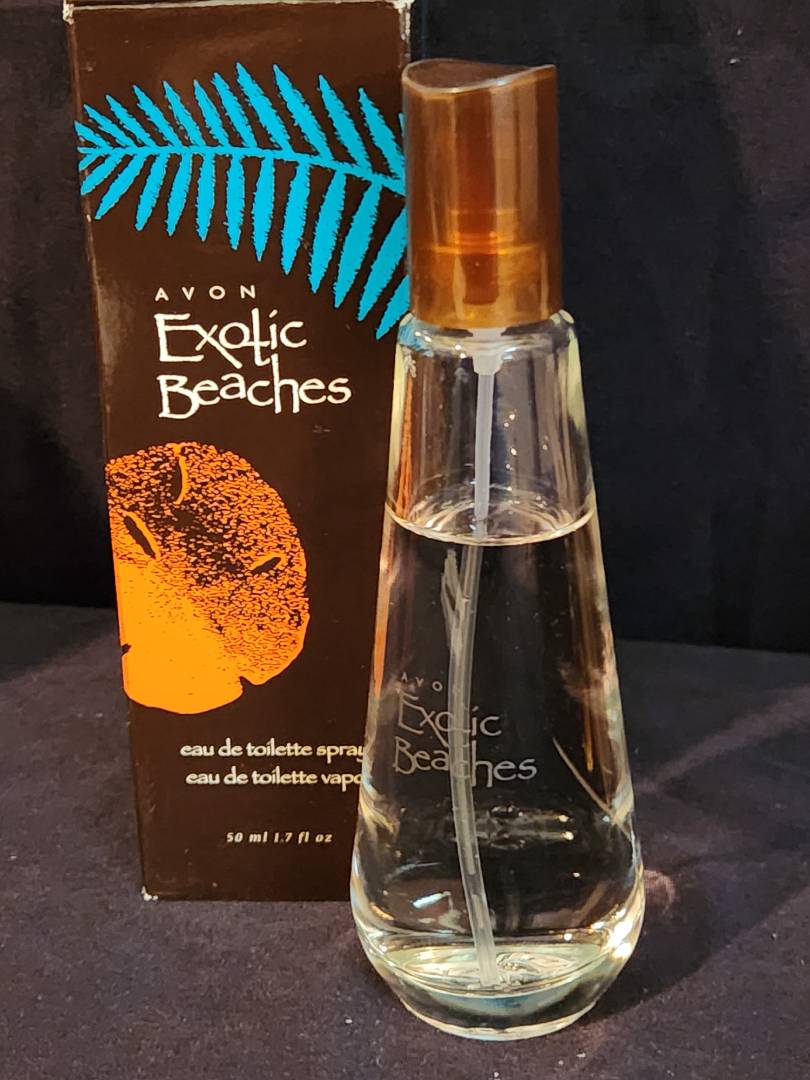 AVON
Exotic
Beaches
eau de toilette spray
eau de toilette vapo
50 ml 1.7 fl oz
AVO
Exotic
Beaches